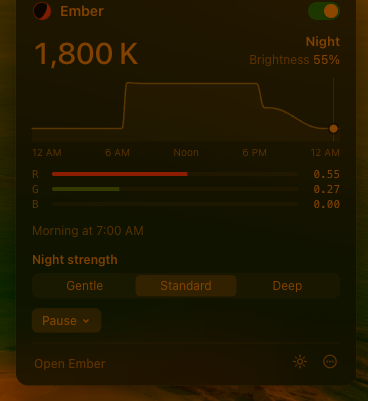 Ember
1,800 K
Night
Brightness 55%
12 AM 6 AM Noon 6 PM 12 AM
R 0.55
G 0.27
B 0.00
Morning at 7:00 AM
Night strength
Gentle Standard Deep
Pause
Open Ember